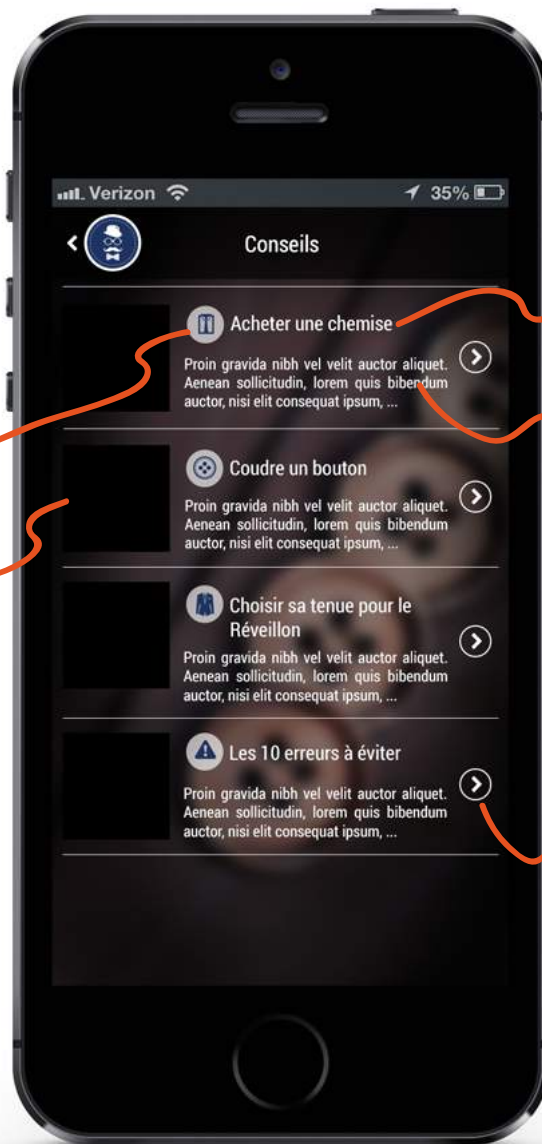 Verizon 35%
Conseils
Acheter une chemise
Proin gravida nibh vel velit auctor aliquet.
Aenean sollicitudin, lorem quis bibendum
auctor, nisi elit consequat ipsum, ...
Coudre un bouton
Proin gravida nibh vel velit auctor aliquet.
Aenean sollicitudin, lorem quis bibendum
auctor, nisi elit consequat ipsum, ...
Choisir sa tenue pour le
Réveillon
Proin gravida nibh vel velit auctor aliquet.
Aenean sollicitudin, lorem quis bibendum
auctor, nisi elit consequat ipsum, ...
Les 10 erreurs à éviter
Proin gravida nibh vel velit auctor aliquet.
Aenean sollicitudin, lorem quis bibendum
auctor, nisi elit consequat ipsum, ...